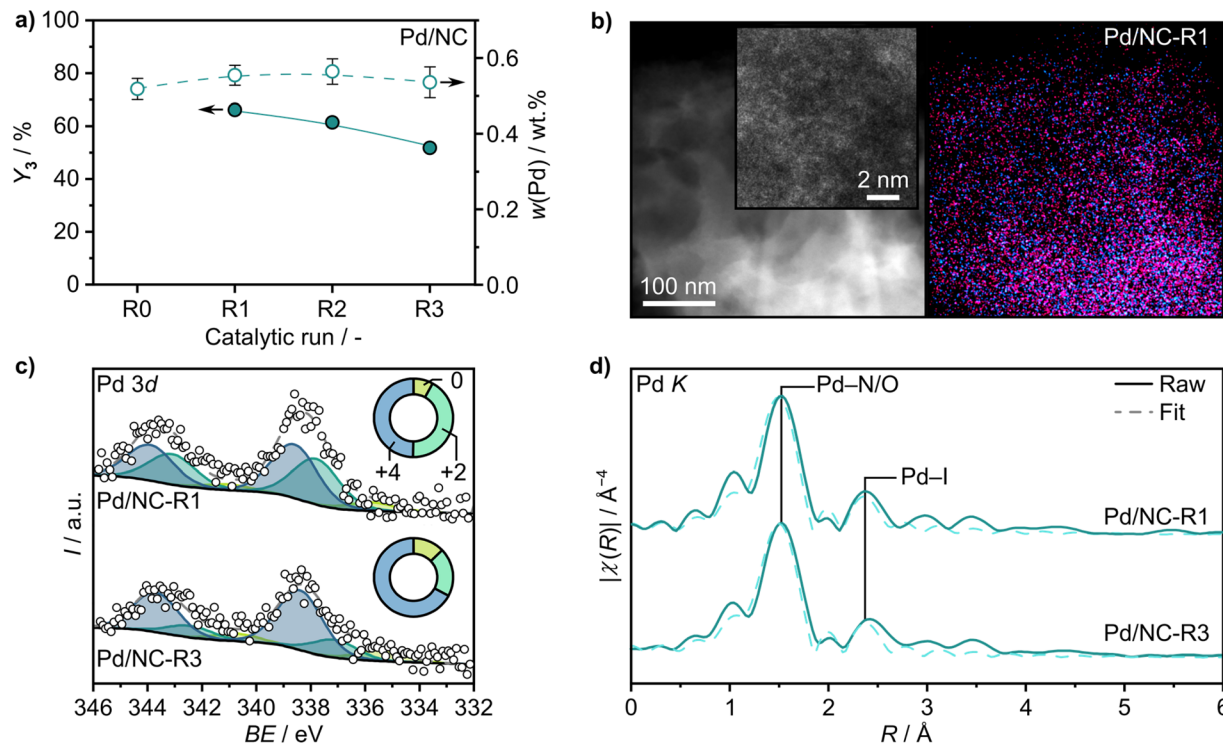 a)
Pd/NC
100
80
60
40
20
0
Y₃ / %
0.6
0.4
0.2
0.0
w(Pd) / wt.%
R0 R1 R2 R3
Catalytic run / -
b)
Pd/NC-R1
2 nm
100 nm
c)
Pd 3d
0
+4 +2
Pd/NC-R1
Pd/NC-R3
I / a.u.
346 344 342 340 338 336 334 332
BE / eV
d)
Pd K
Pd–N/O
Raw
Fit
Pd–I
Pd/NC-R1
Pd/NC-R3
|χ(R)| / Å⁻⁴
0 1 2 3 4 5 6
R / Å